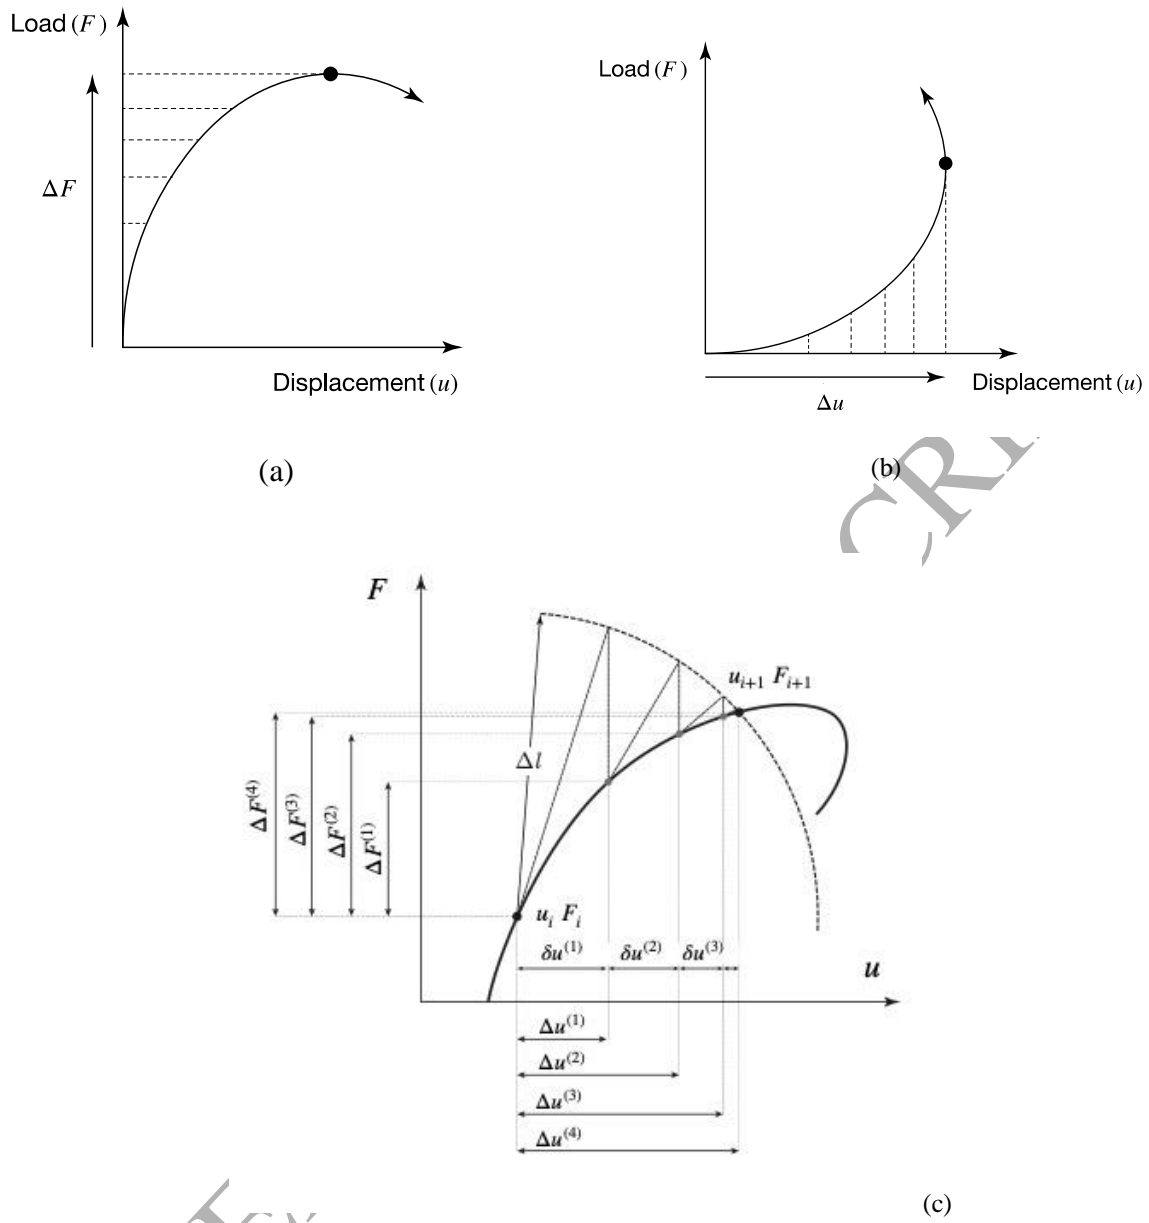 Load (F)
ΔF
Displacement (u)
(a)
Load (F)
Displacement (u)
Δu
(b)
CRI
F
u_{i+1} F_{i+1}
Δl
ΔF^{(4)}
ΔF^{(3)}
ΔF^{(2)}
ΔF^{(1)}
u_i F_i
δu^{(1)} δu^{(2)} δu^{(3)}
u
Δu^{(1)}
Δu^{(2)}
Δu^{(3)}
Δu^{(4)}
(c)